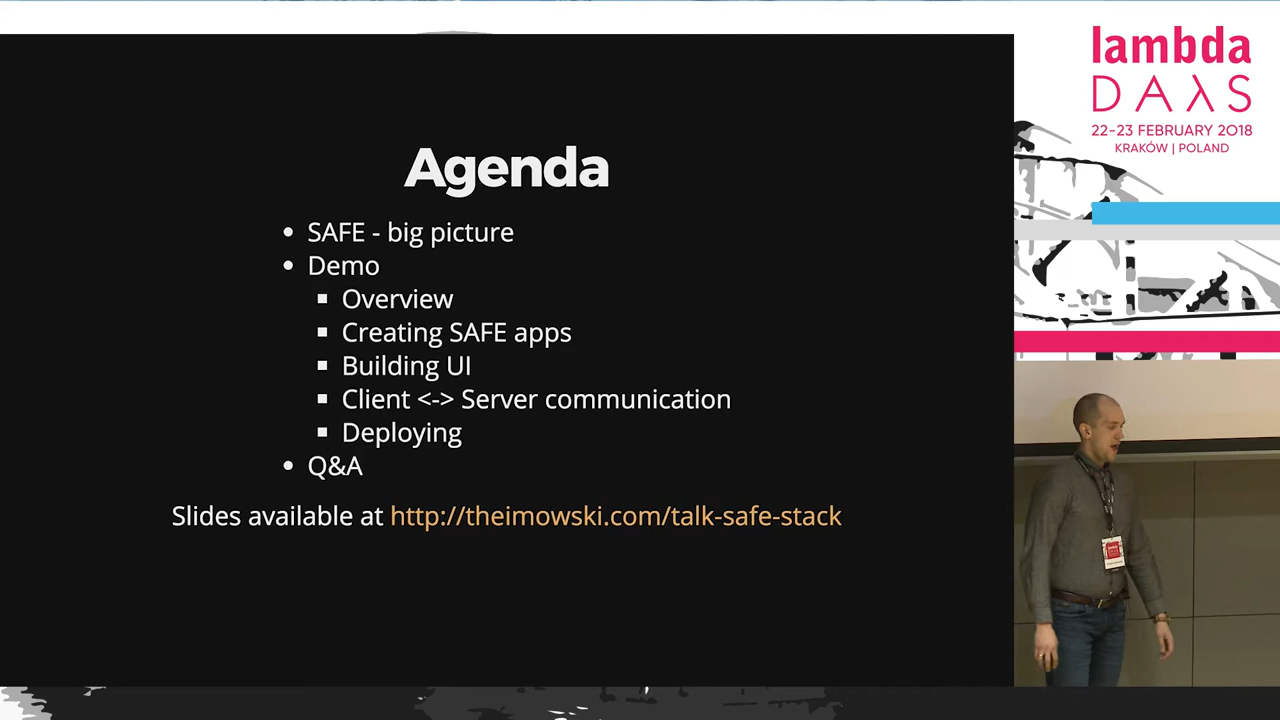 Agenda
SAFE - big picture
Demo
Overview
Creating SAFE apps
Building UI
Client <-> Server communication
Deploying
Q&A
Slides available at http://theimowski.com/talk-safe-stack
lambda
DAλS
22-23 FEBRUARY 2018
KRAKÓW | POLAND